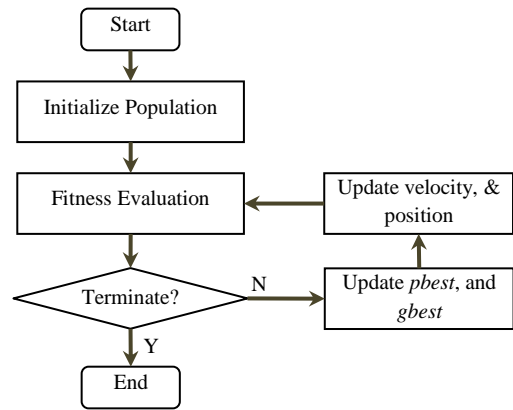 Start
Initialize Population
Fitness Evaluation
Update velocity, &
position
Terminate?
N
Update pbest, and
gbest
Y
End